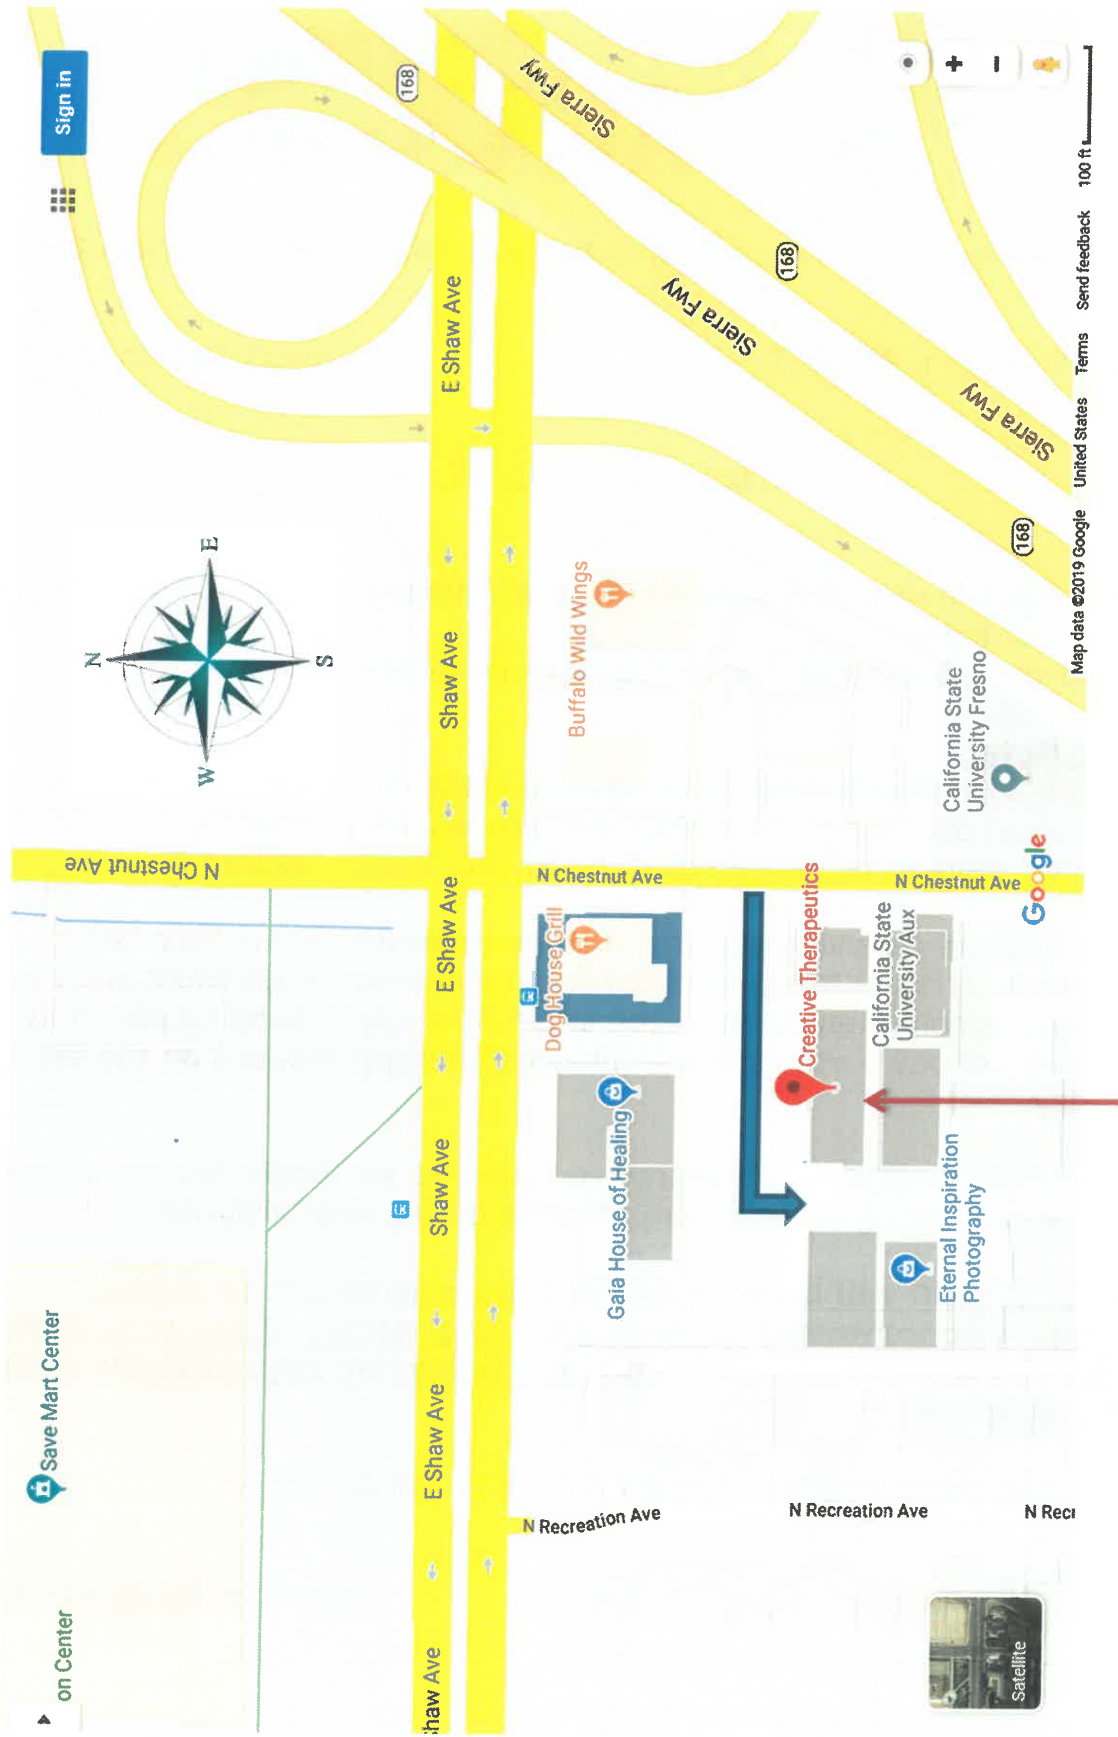 on Center
Save Mart Center
Sign in
N
W
E
S
N Chestnut Ave
168
Sierra Fwy
haw Ave
E Shaw Ave
Shaw Ave
E Shaw Ave
Shaw Ave
E Shaw Ave
N Recreation Ave
Dog House Grill
N Chestnut Ave
Buffalo Wild Wings
Gaia House of Healing
Sierra Fwy
168
Creative Therapeutics
N Recreation Ave
California State
University Aux
N Chestnut Ave
Eternal Inspiration
Photography
California State
University Fresno
Sierra Fwy
168
Satellite
N Recr
Google
Map data ©2019 Google
United States
Terms
Send feedback
100 ft